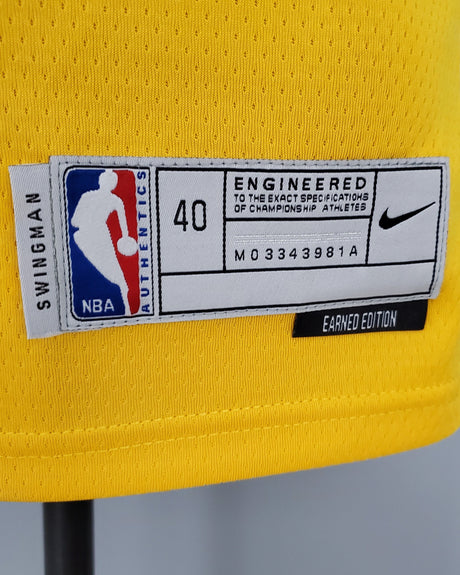 SWINGMAN
NBA
AUTHENTICS
40
ENGINEERED
TO THE EXACT SPECIFICATIONS
OF CHAMPIONSHIP ATHLETES
M03343981A
EARNED EDITION